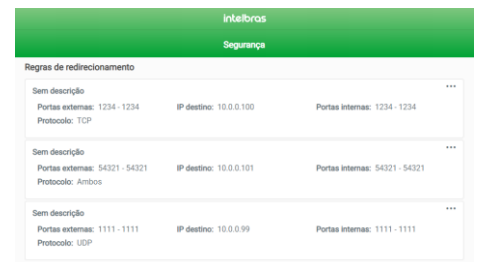 intelbras
Segurança
Regras de redirecionamento
Sem descrição
Portas externas: 1234 - 1234 IP destino: 10.0.0.100 Portas internas: 1234 - 1234
Protocolo: TCP
Sem descrição
Portas externas: 54321 - 54321 IP destino: 10.0.0.101 Portas internas: 54321 - 54321
Protocolo: Ambos
Sem descrição
Portas externas: 1111 - 1111 IP destino: 10.0.0.99 Portas internas: 1111 - 1111
Protocolo: UDP